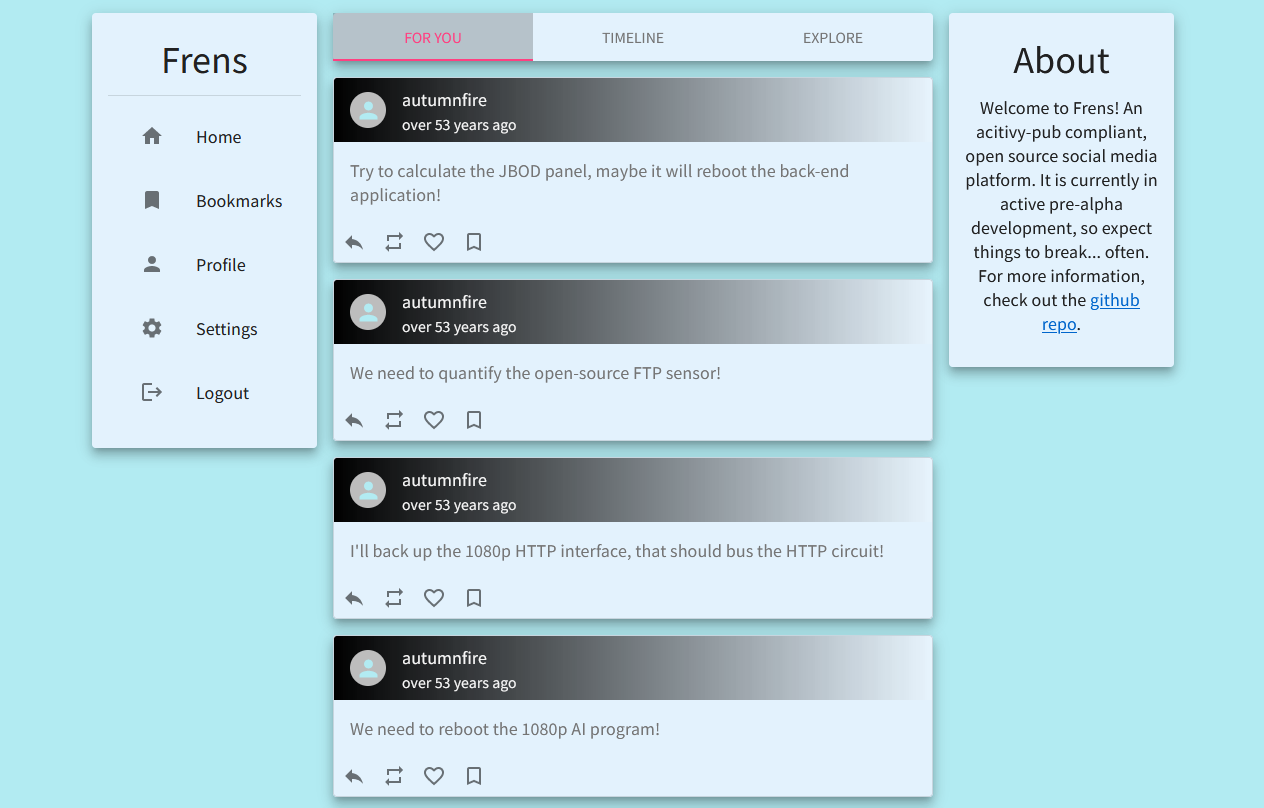 Frens
Home
Bookmarks
Profile
Settings
Logout
FOR YOU
TIMELINE
EXPLORE
autumnfire
over 53 years ago
Try to calculate the JBOD panel, maybe it will reboot the back-end
application!
autumnfire
over 53 years ago
We need to quantify the open-source FTP sensor!
autumnfire
over 53 years ago
I'll back up the 1080p HTTP interface, that should bus the HTTP circuit!
autumnfire
over 53 years ago
We need to reboot the 1080p AI program!
About
Welcome to Frens! An
acitivy-pub compliant,
open source social media
platform. It is currently in
active pre-alpha
development, so expect
things to break... often.
For more information,
check out the github
repo.